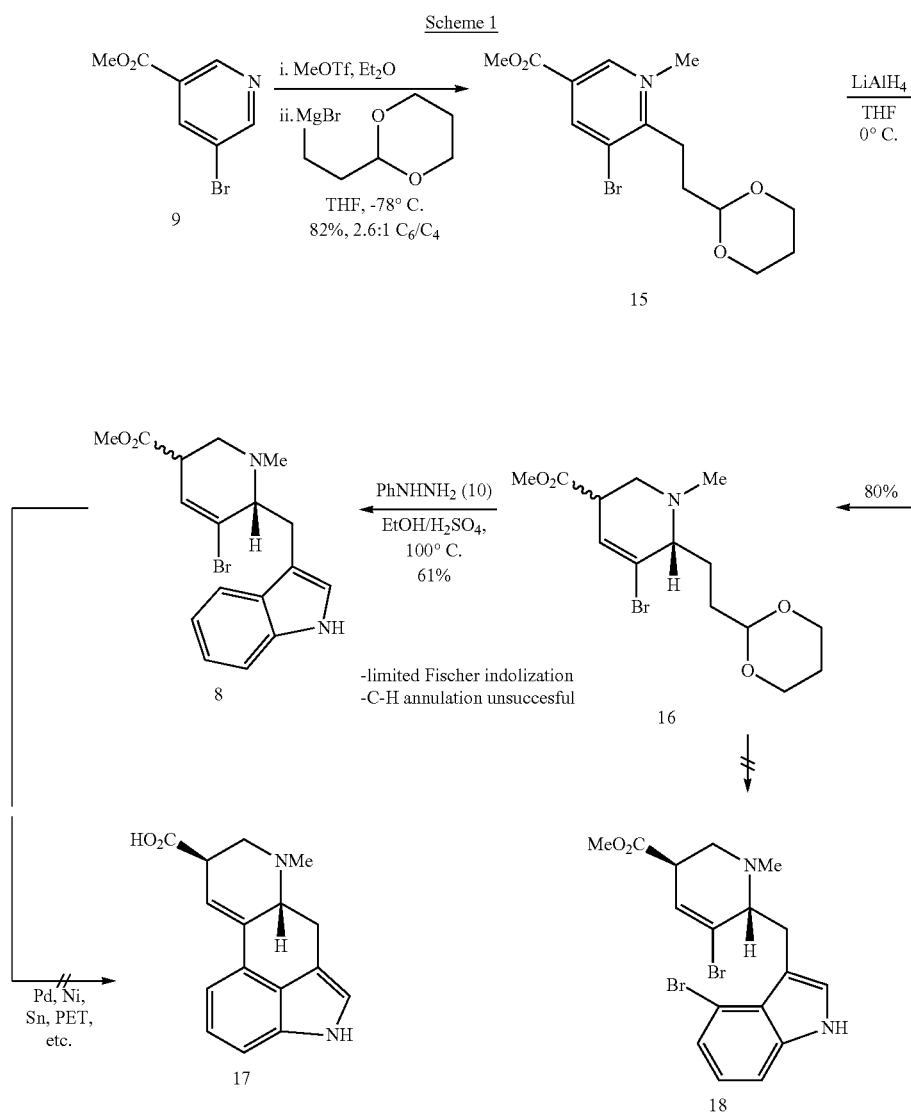 Scheme 1
MeO2C
N
Br
9
i. MeOTf, Et2O
ii. MgBr
O
O
THF, -78° C.
82%, 2.6:1 C6/C4
MeO2C
N
Me
Br
O
O
15
LiAlH4
THF
0° C.
MeO2C
NMe
H
Br
NH
8
PhNHNH2 (10)
EtOH/H2SO4,
100° C.
61%
MeO2C
N
Me
H
Br
O
O
16
80%
-limited Fischer indolization
-C-H annulation unsuccesful
Pd, Ni,
Sn, PET,
etc.
HO2C
NMe
H
NH
17
MeO2C
NMe
H
Br
Br
NH
18